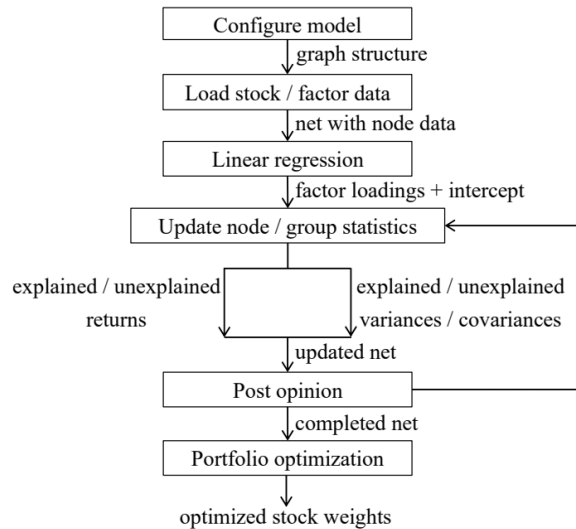 Configure model
graph structure
Load stock / factor data
net with node data
Linear regression
factor loadings + intercept
Update node / group statistics
explained / unexplained
returns
explained / unexplained
variances / covariances
updated net
Post opinion
completed net
Portfolio optimization
optimized stock weights